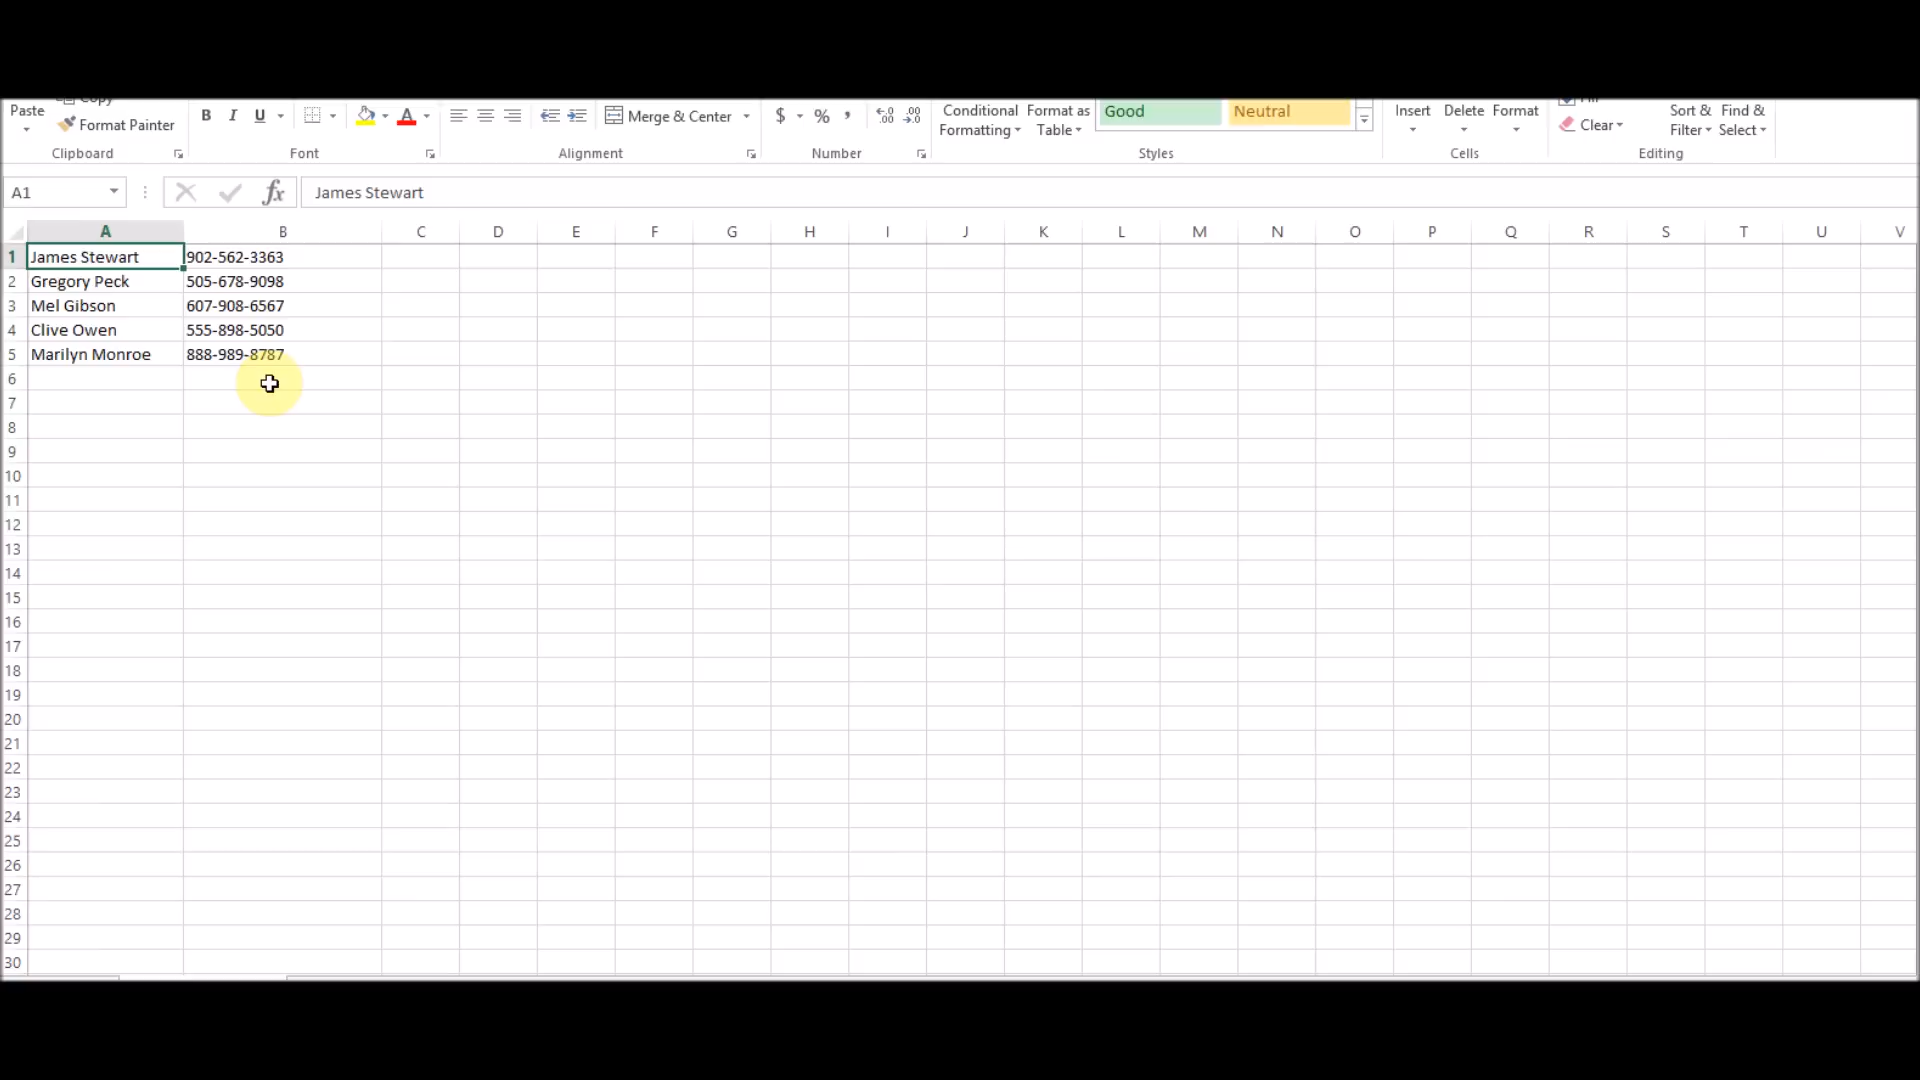 Paste
Copy
Format Painter
Clipboard
B I U A
Font
Merge & Center
Alignment
$ % ,
Number
Conditional
Formatting
Format as
Table
Good
Neutral
Styles
Insert
Delete
Format
Cells
Clear
Sort &
Filter
Find &
Select
Editing
A1
fx
James Stewart
A B C D E F G H I J K L M N O P Q R S T U V
1 James Stewart 902-562-3363
2 Gregory Peck 505-678-9098
3 Mel Gibson 607-908-6567
4 Clive Owen 555-898-5050
5 Marilyn Monroe 888-989-8787
6
7
8
9
10
11
12
13
14
15
16
17
18
19
20
21
22
23
24
25
26
27
28
29
30